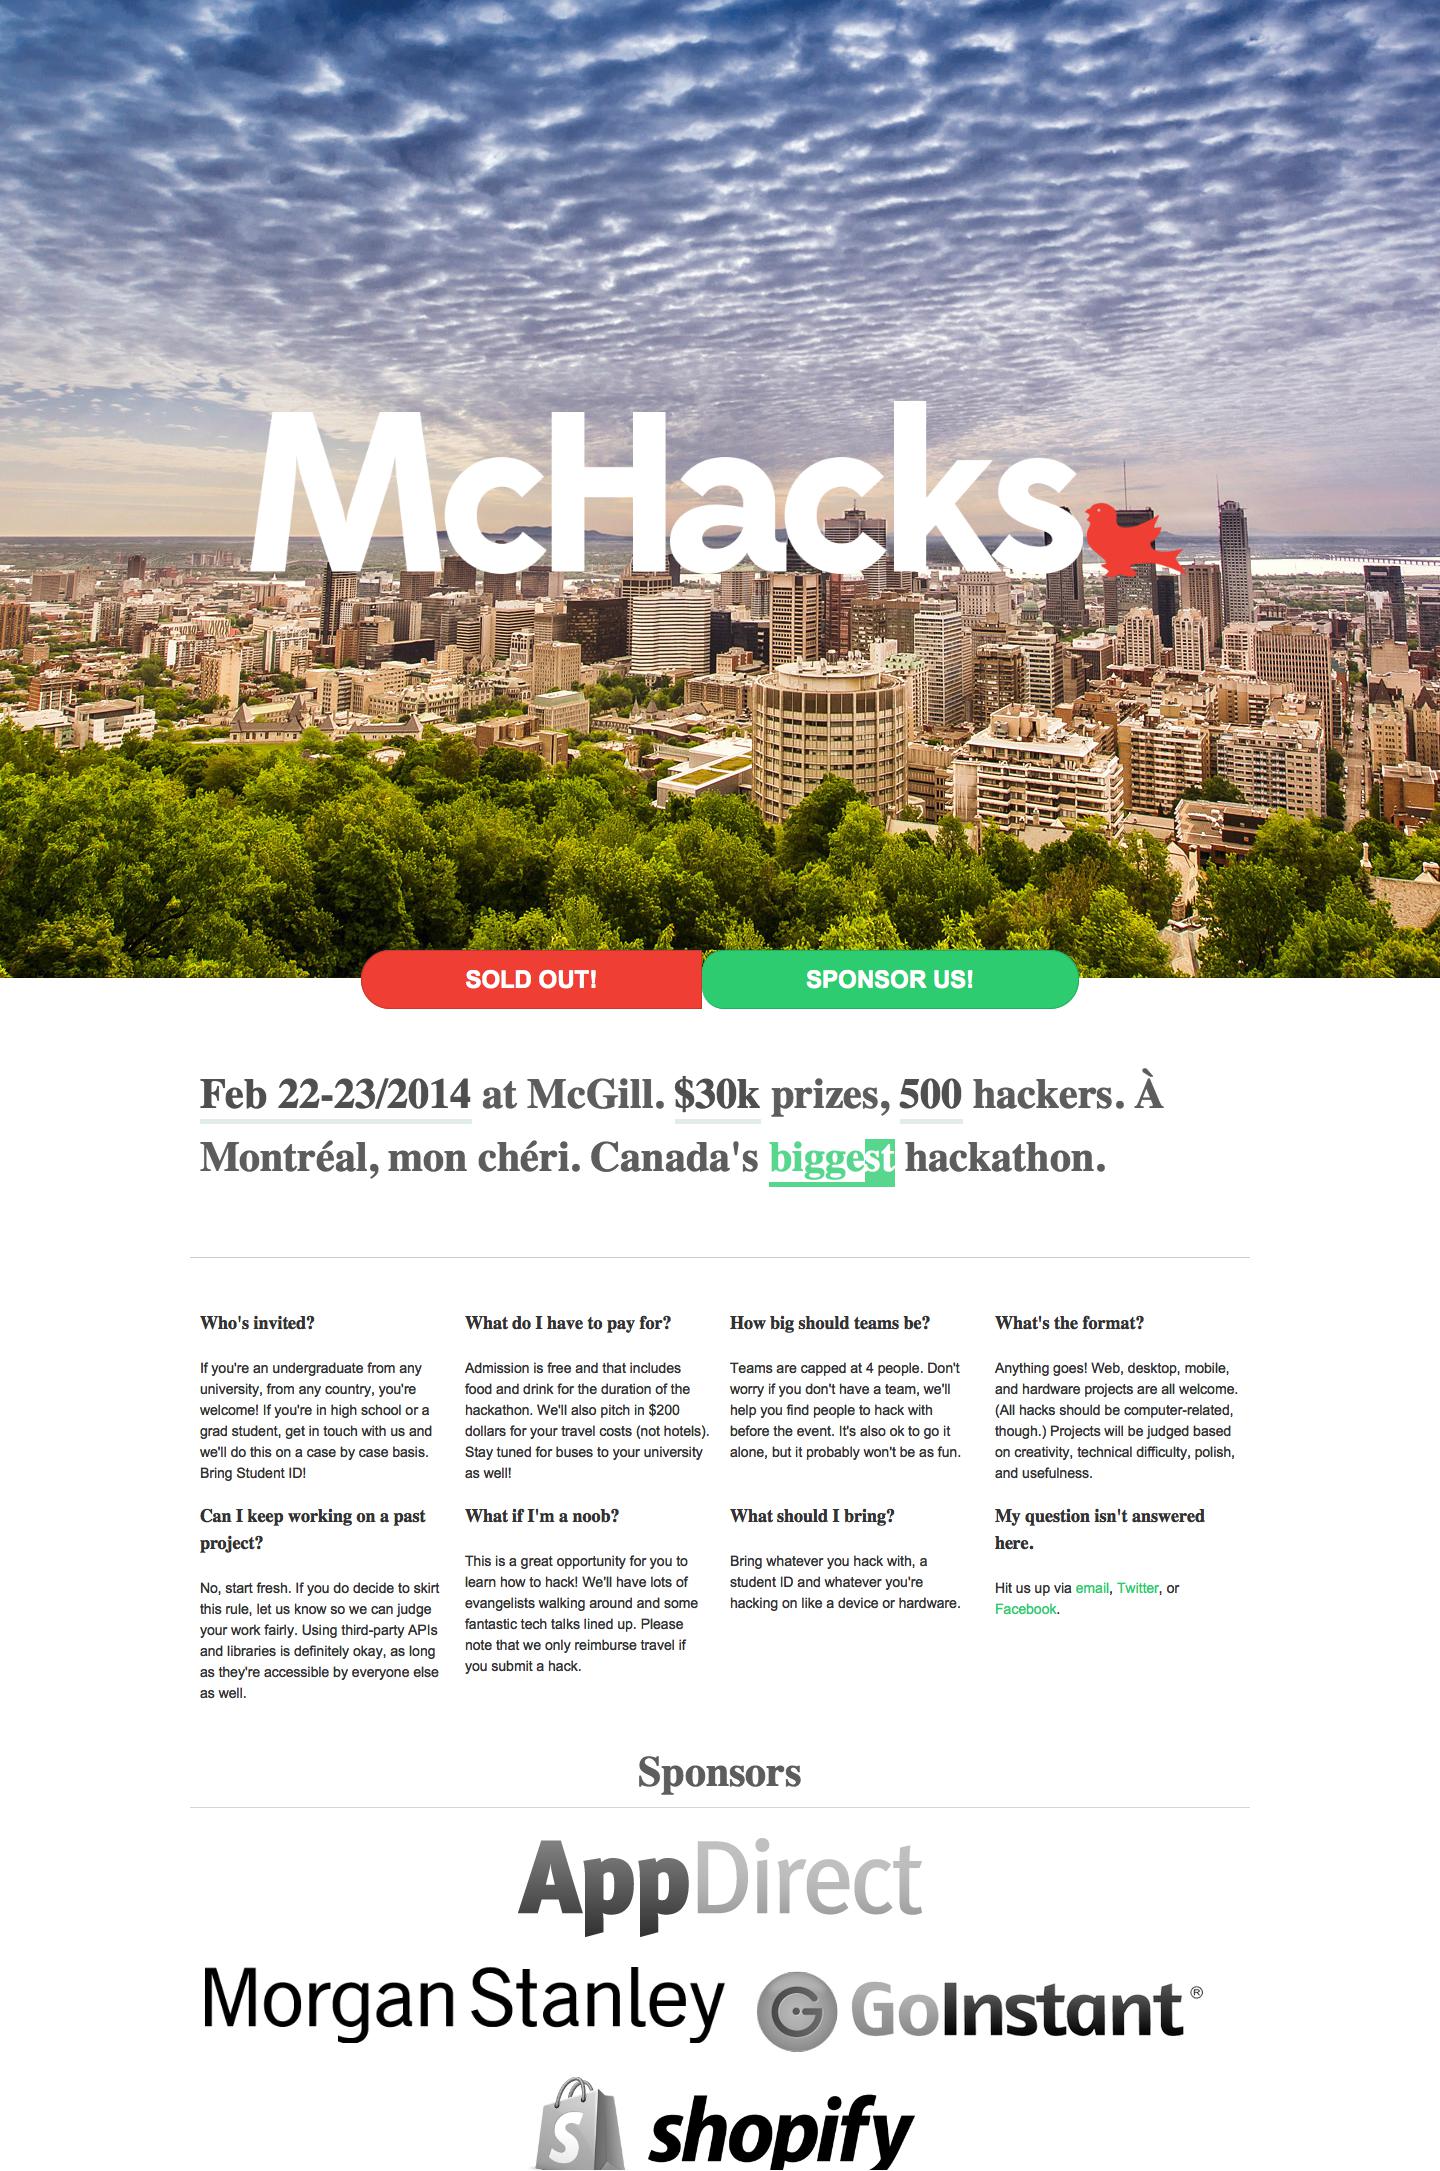 McHacks
SOLD OUT!
SPONSOR US!
Feb 22-23/2014 at McGill. $30k prizes, 500 hackers. À
Montréal, mon chéri. Canada's biggest hackathon.
Who's invited?
If you're an undergraduate from any
university, from any country, you're
welcome! If you're in high school or a
grad student, get in touch with us and
we'll do this on a case by case basis.
Bring Student ID!
What do I have to pay for?
Admission is free and that includes
food and drink for the duration of the
hackathon. We'll also pitch in $200
dollars for your travel costs (not hotels).
Stay tuned for buses to your university
as well!
How big should teams be?
Teams are capped at 4 people. Don't
worry if you don't have a team, we'll
help you find people to hack with
before the event. It's also ok to go it
alone, but it probably won't be as fun.
What's the format?
Anything goes! Web, desktop, mobile,
and hardware projects are all welcome.
(All hacks should be computer-related,
though.) Projects will be judged based
on creativity, technical difficulty, polish,
and usefulness.
Can I keep working on a past
project?
No, start fresh. If you do decide to skirt
this rule, let us know so we can judge
your work fairly. Using third-party APIs
and libraries is definitely okay, as long
as they're accessible by everyone else
as well.
What if I'm a noob?
This is a great opportunity for you to
learn how to hack! We'll have lots of
evangelists walking around and some
fantastic tech talks lined up. Please
note that we only reimburse travel if
you submit a hack.
What should I bring?
Bring whatever you hack with, a
student ID and whatever you're
hacking on like a device or hardware.
My question isn't answered
here.
Hit us up via email, Twitter, or
Facebook.
Sponsors
AppDirect
Morgan Stanley
G GoInstant®
S shopify